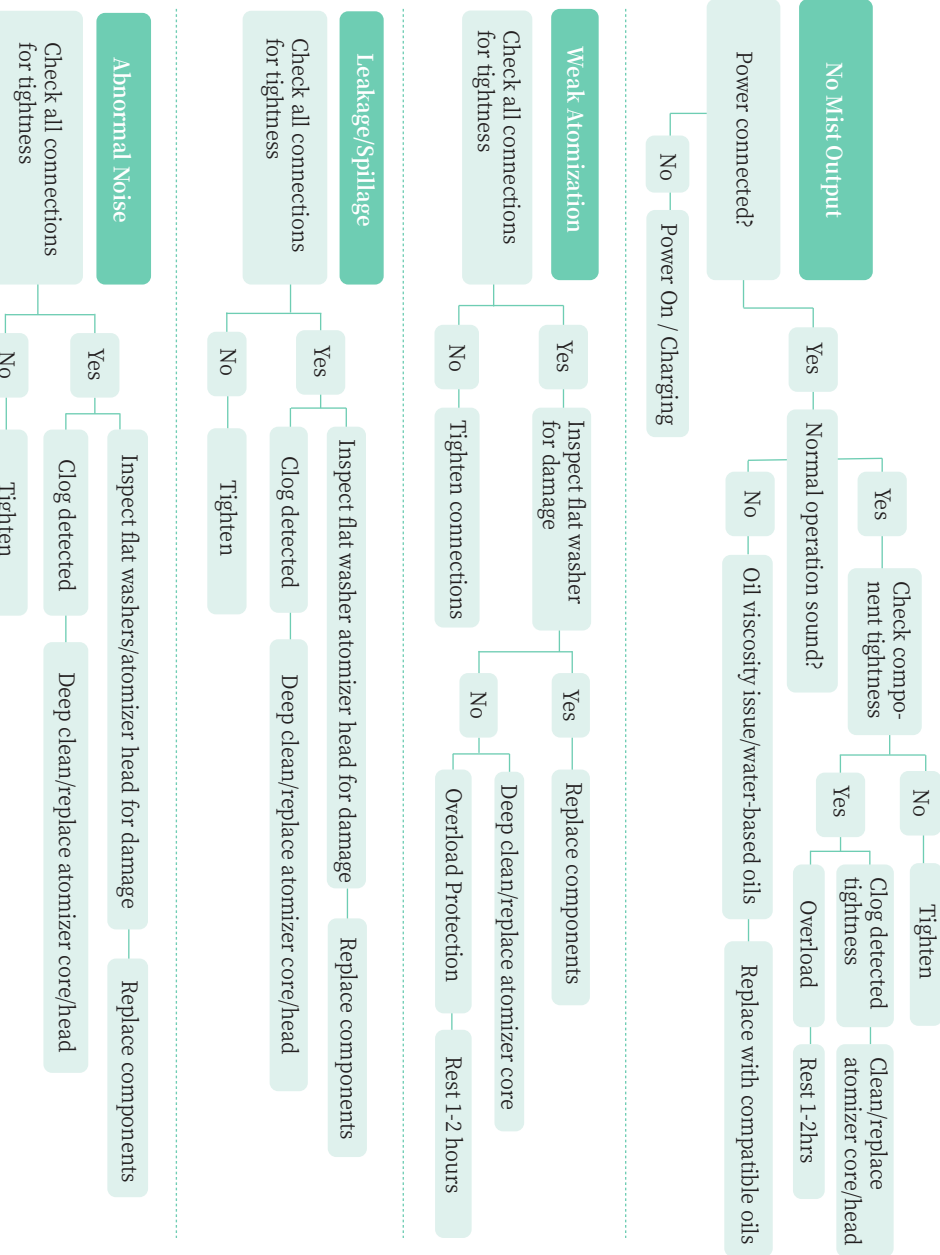 No Mist Output
Power connected?
No
Power On / Charging
Yes
Normal operation sound?
Yes
Check compo-
nent tightness
No
Tighten
Yes
Clog detected
tightness
Clean/replace
atomizer core/head
Overload
Rest 1-2hrs
No
Oil viscosity issue/water-based oils
Replace with compatible oils
Weak Atomization
Check all connections
for tightness
Yes
Inspect flat washer
for damage
Yes
Replace components
No
Deep clean/replace atomizer core
Overload Protection
Rest 1-2 hours
No
Tighten connections
Leakage/Spillage
Check all connections
for tightness
Yes
Inspect flat washer atomizer head for damage
Replace components
Clog detected
Deep clean/replace atomizer core/head
No
Tighten
Abnormal Noise
Check all connections
for tightness
Yes
Inspect flat washers/atomizer head for damage
Replace components
Clog detected
Deep clean/replace atomizer core/head
No
Tighten